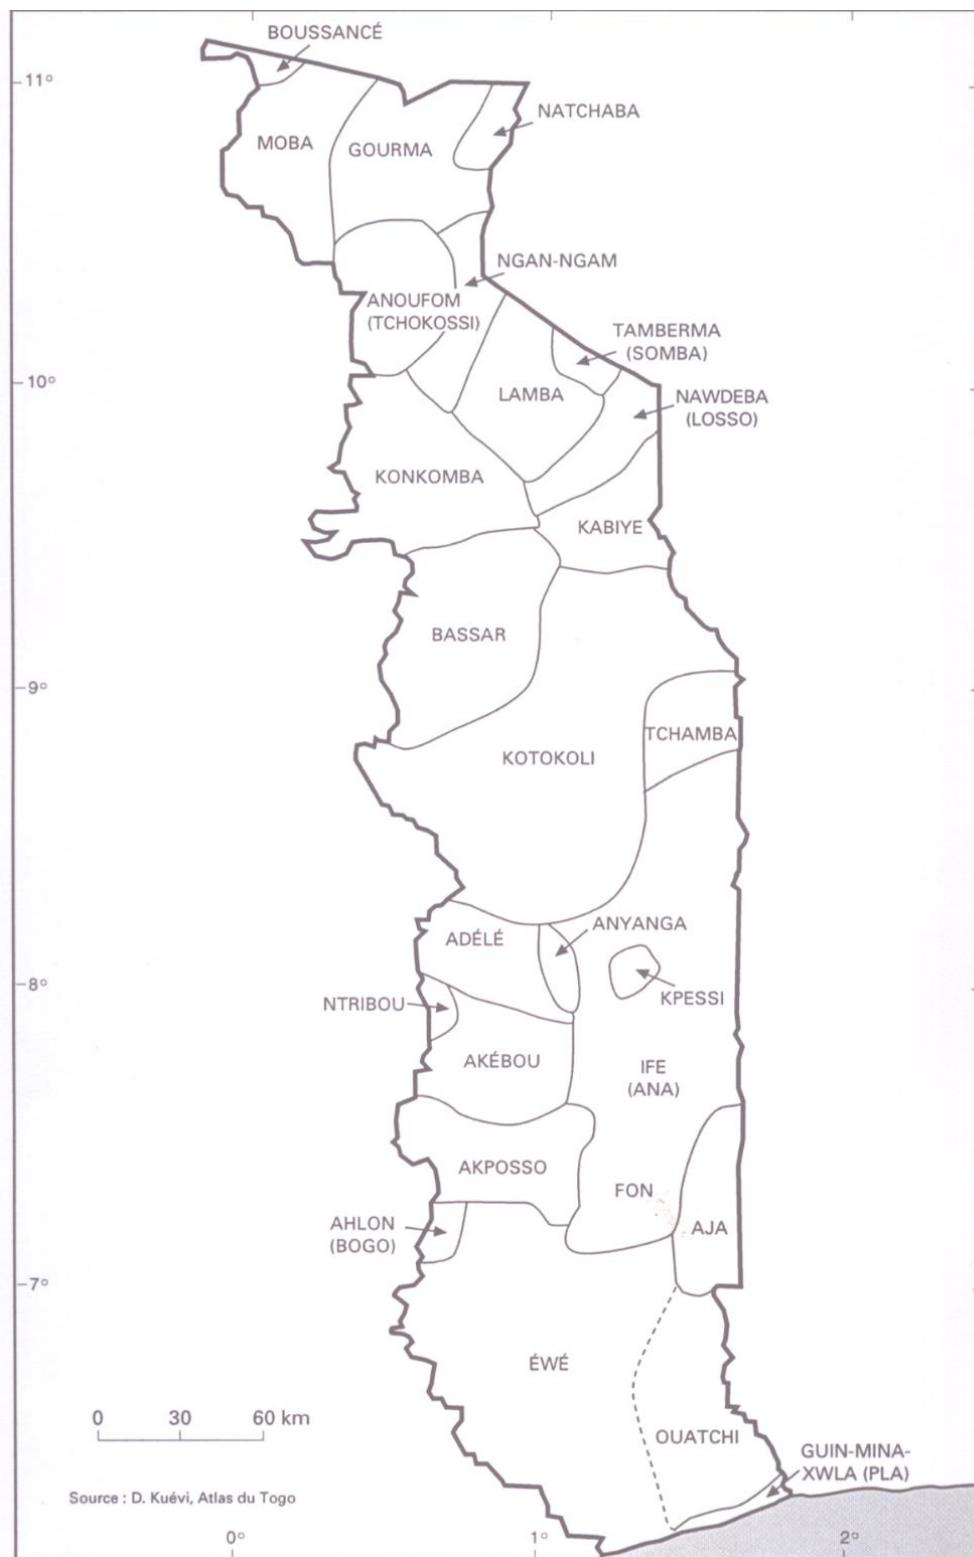 BOUSSANCÉ
11°
NATCHABA
MOBA
GOURMA
NGAN-NGAM
ANOUFOM
(TCHOKOSSI)
TAMBERMA
(SOMBA)
10°
LAMBA
NAWDEBA
(LOSSO)
KONKOMBA
KABIYE
BASSAR
9°
TCHAMBA
KOTOKOLI
ANYANGA
ADÉLÉ
8°
NTRIBOU
KPESSI
AKÉBOU
IFE
(ANA)
AKPOSSO
FON
AHLON
(BOGO)
AJA
7°
ÉWÉ
0 30 60 km
OUATCHI
GUIN-MINA-
XWLA (PLA)
Source : D. Kuévi, Atlas du Togo
0° 1° 2°